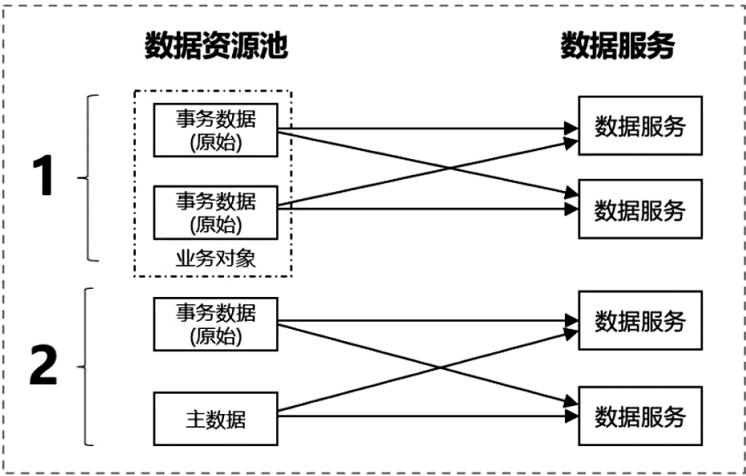 数据资源池
数据服务
1
事务数据
(原始)
数据服务
事务数据
(原始)
数据服务
业务对象
2
事务数据
(原始)
数据服务
主数据
数据服务